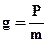 g = P/m